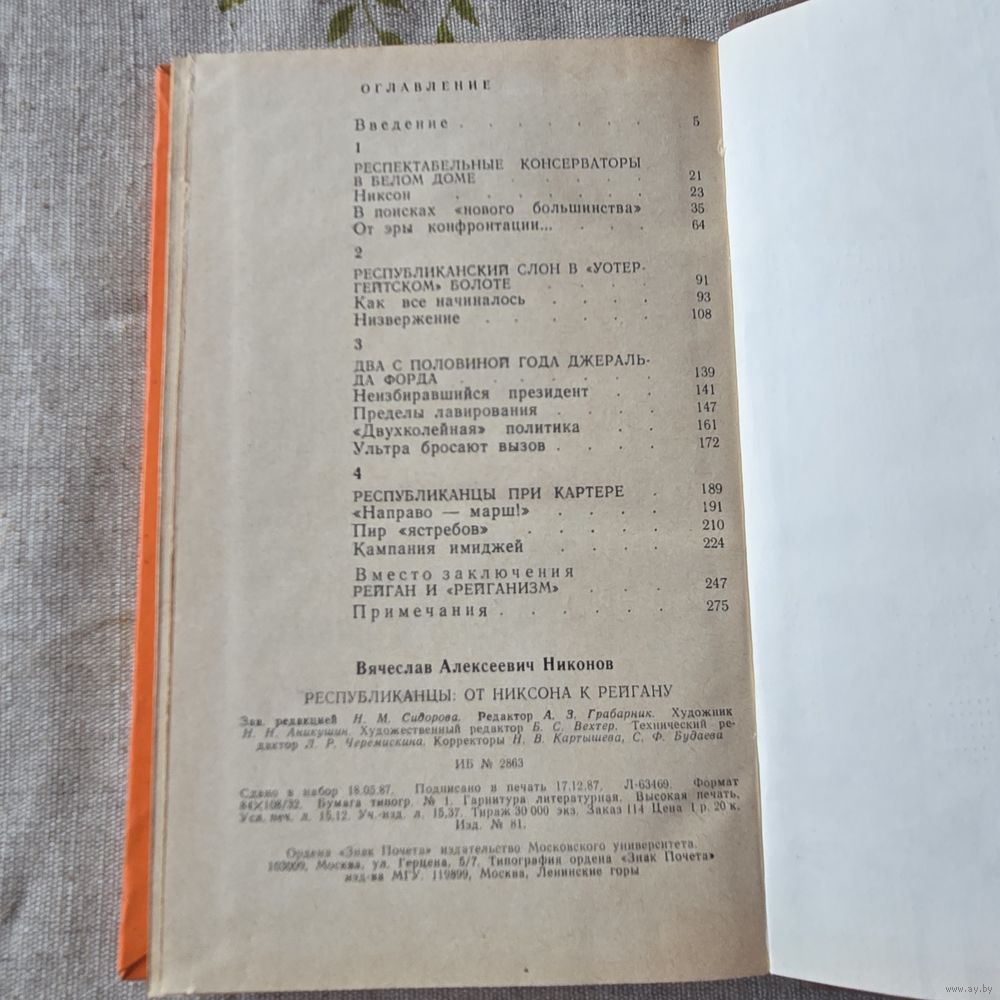 ОГЛАВЛЕНИЕ
Введение . . . . . . . 5
1
РЕСПЕКТАБЕЛЬНЫЕ КОНСЕРВАТОРЫ
В БЕЛОМ ДОМЕ . . . . . 21
Никсон . . . . . . . 23
В поисках «нового большинства» 35
От эры конфронтации... . . . 64
2
РЕСПУБЛИКАНСКИЙ СЛОН В «УОТЕР-
ГЕЙТСКОМ» БОЛОТЕ . . . . 91
Как все начиналось . . . . 93
Низвержение . . . . . . 108
3
ДВА С ПОЛОВИНОЙ ГОДА ДЖЕРАЛЬ-
ДА ФОРДА . . . . . . . 139
Неизбиравшийся президент . . 141
Пределы лавирования . . . . 147
«Двухколейная» политика . . 161
Ультра бросают вызов . . . . 172
4
РЕСПУБЛИКАНЦЫ ПРИ КАРТЕРЕ . 189
«Направо — марш!» . . . . 191
Пир «ястребов» . . . . . 210
Кампания имиджей . . . . 224
Вместо заключения
РЕЙГАН И «РЕЙГАНИЗМ» . . . 247
Примечания . . . . . . 275
Вячеслав Алексеевич Никонов
РЕСПУБЛИКАНЦЫ: ОТ НИКСОНА К РЕЙГАНУ
Зав. редакцией Н. М. Сидорова. Редактор А. З. Грабарник. Художник
Н. Н. Аникушин. Художественный редактор Б. С. Вехтер. Технический ре-
дактор Л. Р. Черемискина. Корректоры Н. В. Картышева, С. Ф. Будаева
ИБ № 2863
Сдано в набор 18.05.87. Подписано в печать 17.12.87. Л-63469. Формат
84×108/32. Бумага типогр. № 1. Гарнитура литературная. Высокая печать.
Усл. печ. л. 15,12. Уч.-изд. л. 15,37. Тираж 30 000 экз. Заказ 114 Цена 1 р. 20 к.
Изд. № 81.
Ордена «Знак Почета» издательство Московского университета.
103009, Москва, ул. Герцена, 5/7. Типография ордена «Знак Почета»
изд-ва МГУ. 119899, Москва, Ленинские горы
www.ay.by